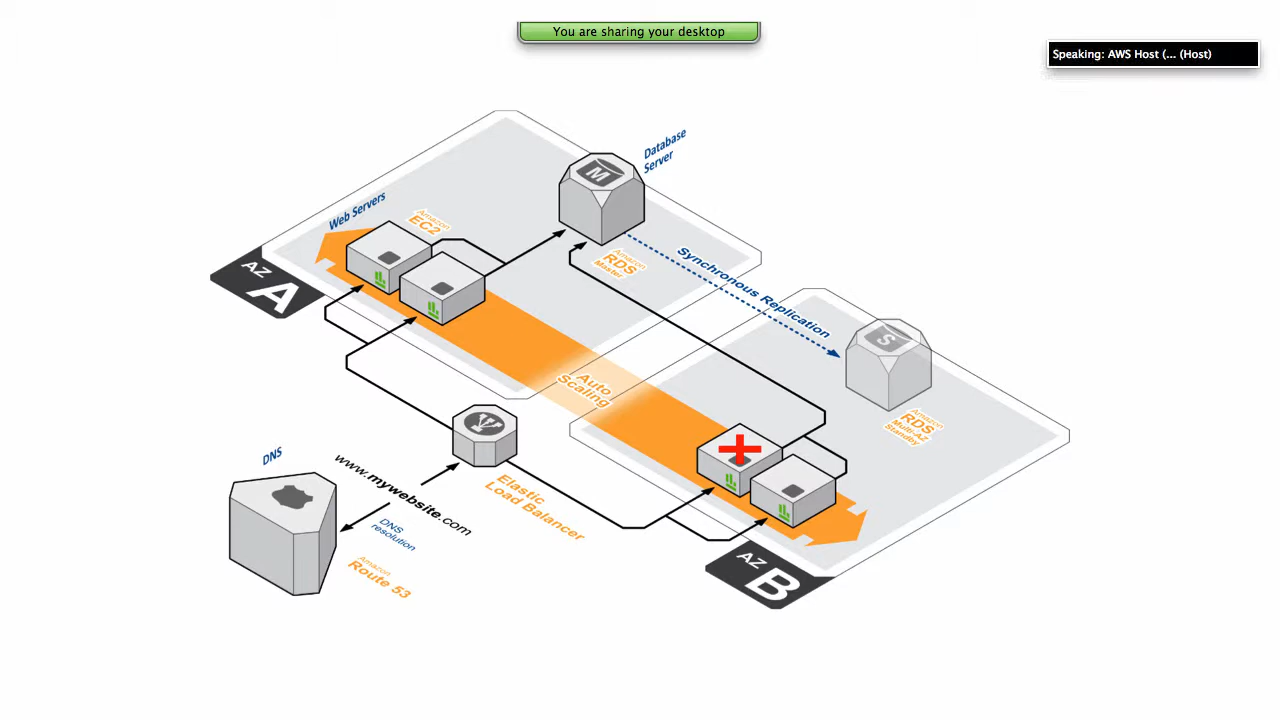 You are sharing your desktop
Speaking: AWS Host (... (Host)
Database
Server
Web Servers
Amazon
EC2
M
Amazon
RDS
Master
Synchronous Replication
AZ
A
S
Auto
Scaling
Amazon
RDS
Multi-AZ
Standby
DNS
www.mywebsite.com
Elastic
Load Balancer
DNS
resolution
Amazon
Route 53
AZ
B